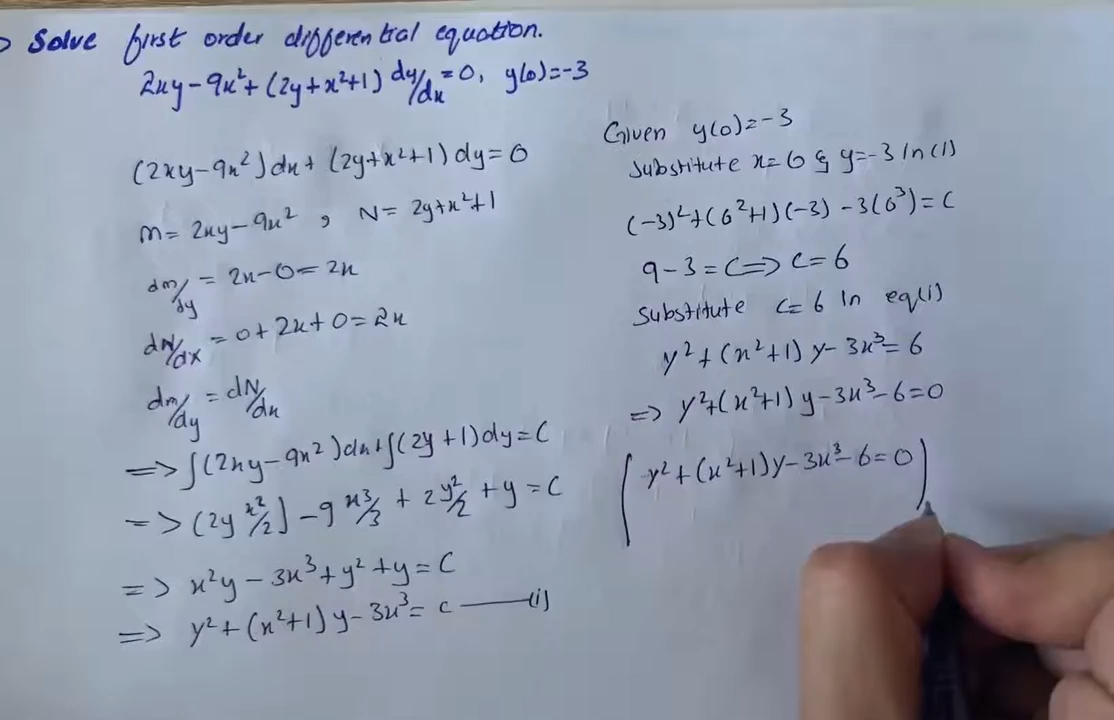 Solve first order differential equation.
2xy-9x²+(2y+x²+1) dy/dx=0, y(0)=-3
(2xy-9x²)dx+(2y+x²+1)dy=0
M=2xy-9x², N=2y+x²+1
dm/dy=2x-0=2x
dN/dx=0+2x+0=2x
dm/dy=dN/dx
=>∫(2xy-9x²)dx+∫(2y+1)dy=C
=>(2y x²/2)-9 x³/3+2y²/2+y=C
=> x²y-3x³+y²+y=C
=> y²+(x²+1)y-3x³=c —(i)
Given y(0)=-3
Substitute x=0 & y=-3 In (1)
(-3)²+(0²+1)(-3)-3(0³)=C
9-3=C=>C=6
Substitute C=6 In eq(i)
y²+(x²+1)y-3x³=6
=> y²+(x²+1)y-3x³-6=0
y²+(x²+1)y-3x³-6=0